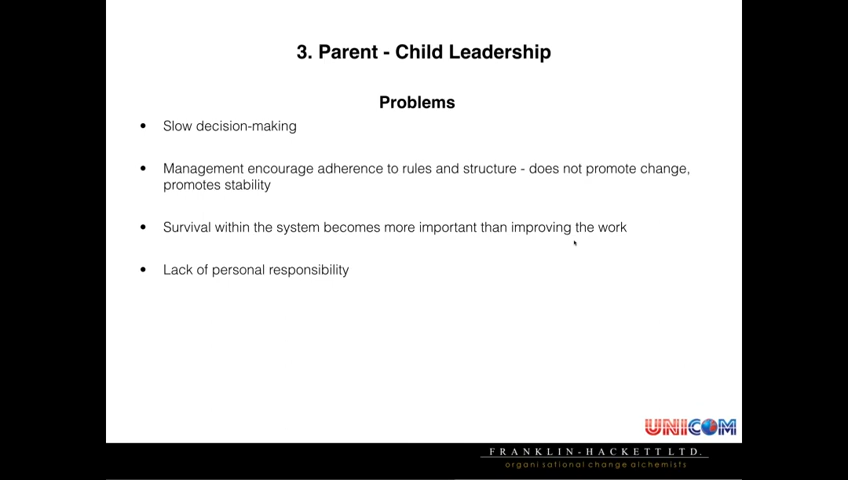 3. Parent - Child Leadership
Problems
• Slow decision-making
• Management encourage adherence to rules and structure - does not promote change,
promotes stability
• Survival within the system becomes more important than improving the work
• Lack of personal responsibility
UNICOM
FRANKLIN-HACKETT LTD.
organisational change alchemists